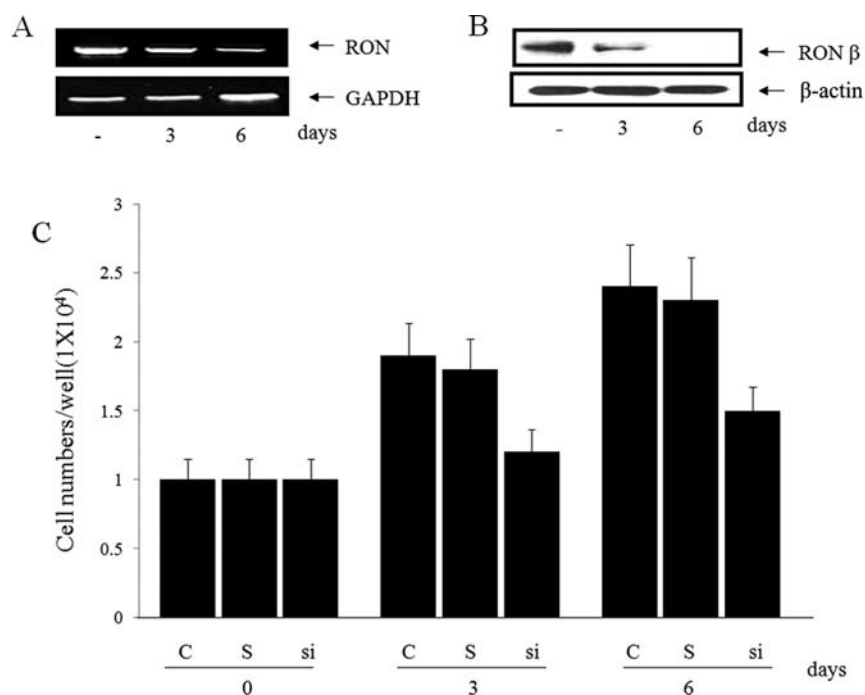 A
RON
GAPDH
- 3 6 days
B
RON β
β-actin
- 3 6 days
C
Cell numbers/well(1X10⁴)
3
2.5
2
1.5
1
0.5
0
C S si C S si C S si
0 3 6 days